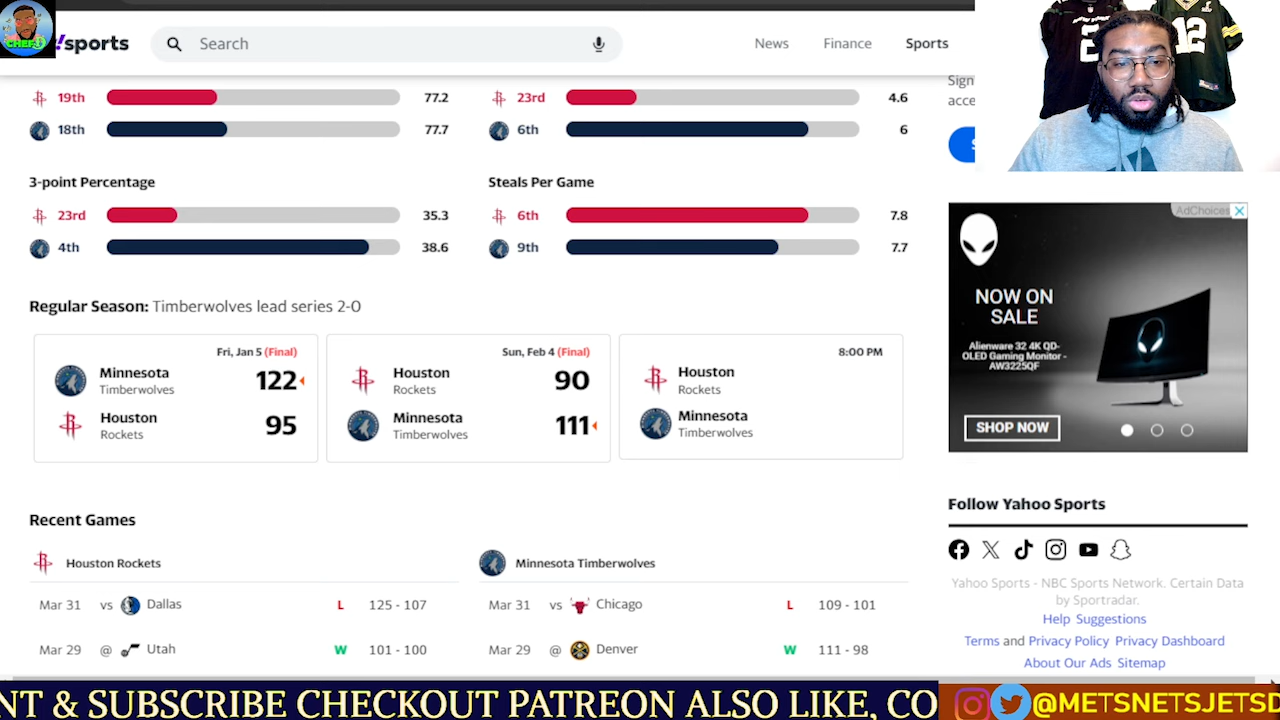 CHEF
!sports
Search
News
Finance
Sports
19th
77.2
23rd
4.6
18th
77.7
6th
6
Sign
acce
3-point Percentage
Steals Per Game
23rd
35.3
6th
7.8
4th
38.6
9th
7.7
Regular Season: Timberwolves lead series 2-0
Fri, Jan 5 (Final)
Minnesota
Timberwolves
122
Houston
Rockets
95
Sun, Feb 4 (Final)
Houston
Rockets
90
Minnesota
Timberwolves
111
8:00 PM
Houston
Rockets
Minnesota
Timberwolves
Recent Games
Houston Rockets
Mar 31 vs Dallas L 125 - 107
Mar 29 @ Utah W 101 - 100
Minnesota Timberwolves
Mar 31 vs Chicago L 109 - 101
Mar 29 @ Denver W 111 - 98
2
12
AdChoices
NOW ON
SALE
Alienware 32 4K QD-
OLED Gaming Monitor -
AW3225QF
SHOP NOW
Follow Yahoo Sports
Yahoo Sports - NBC Sports Network. Certain Data
by Sportradar.
Help Suggestions
Terms and Privacy Policy Privacy Dashboard
About Our Ads Sitemap
NT & SUBSCRIBE CHECKOUT PATREON ALSO LIKE, CO
@METSNETSJETSD